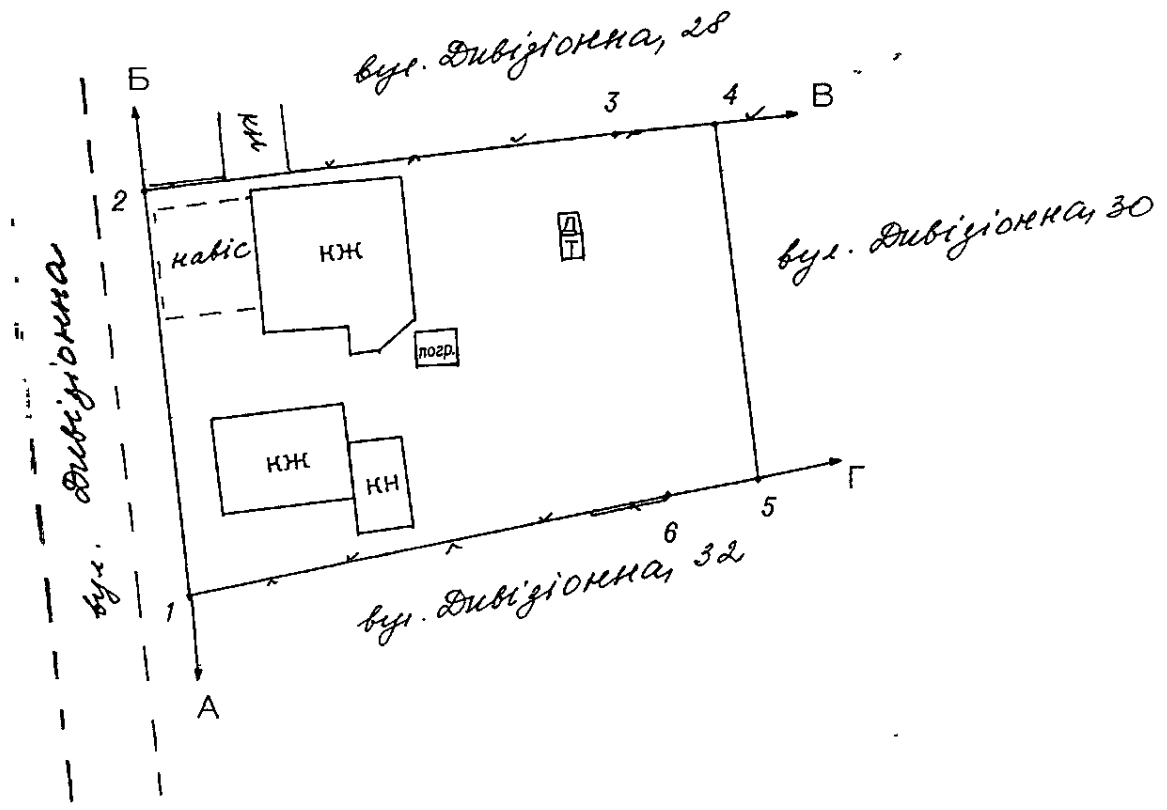 вул. Дивізіонна, 28
Б
3
4
В
кж
2
навіс
кж
Д
Т
вул. Дивізіонна, 30
погр.
вул. Дивізіонна
кж
кн
Г
5
6
1
вул. Дивізіонна, 32
А